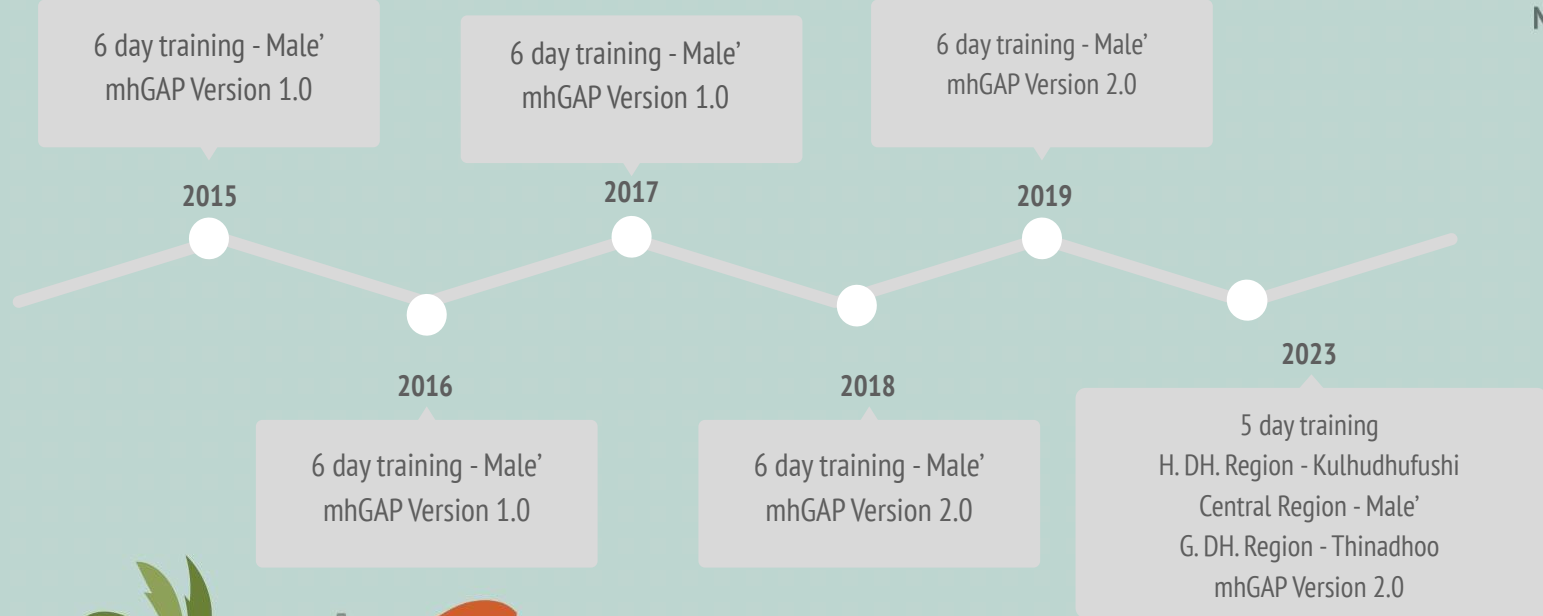 6 day training - Male’
mhGAP Version 1.0
2015
2016
6 day training - Male’
mhGAP Version 1.0
6 day training - Male’
mhGAP Version 1.0
2017
2018
6 day training - Male’
mhGAP Version 2.0
6 day training - Male’
mhGAP Version 2.0
2019
2023
5 day training
H. DH. Region - Kulhudhufushi
Central Region - Male’
G. DH. Region - Thinadhoo
mhGAP Version 2.0